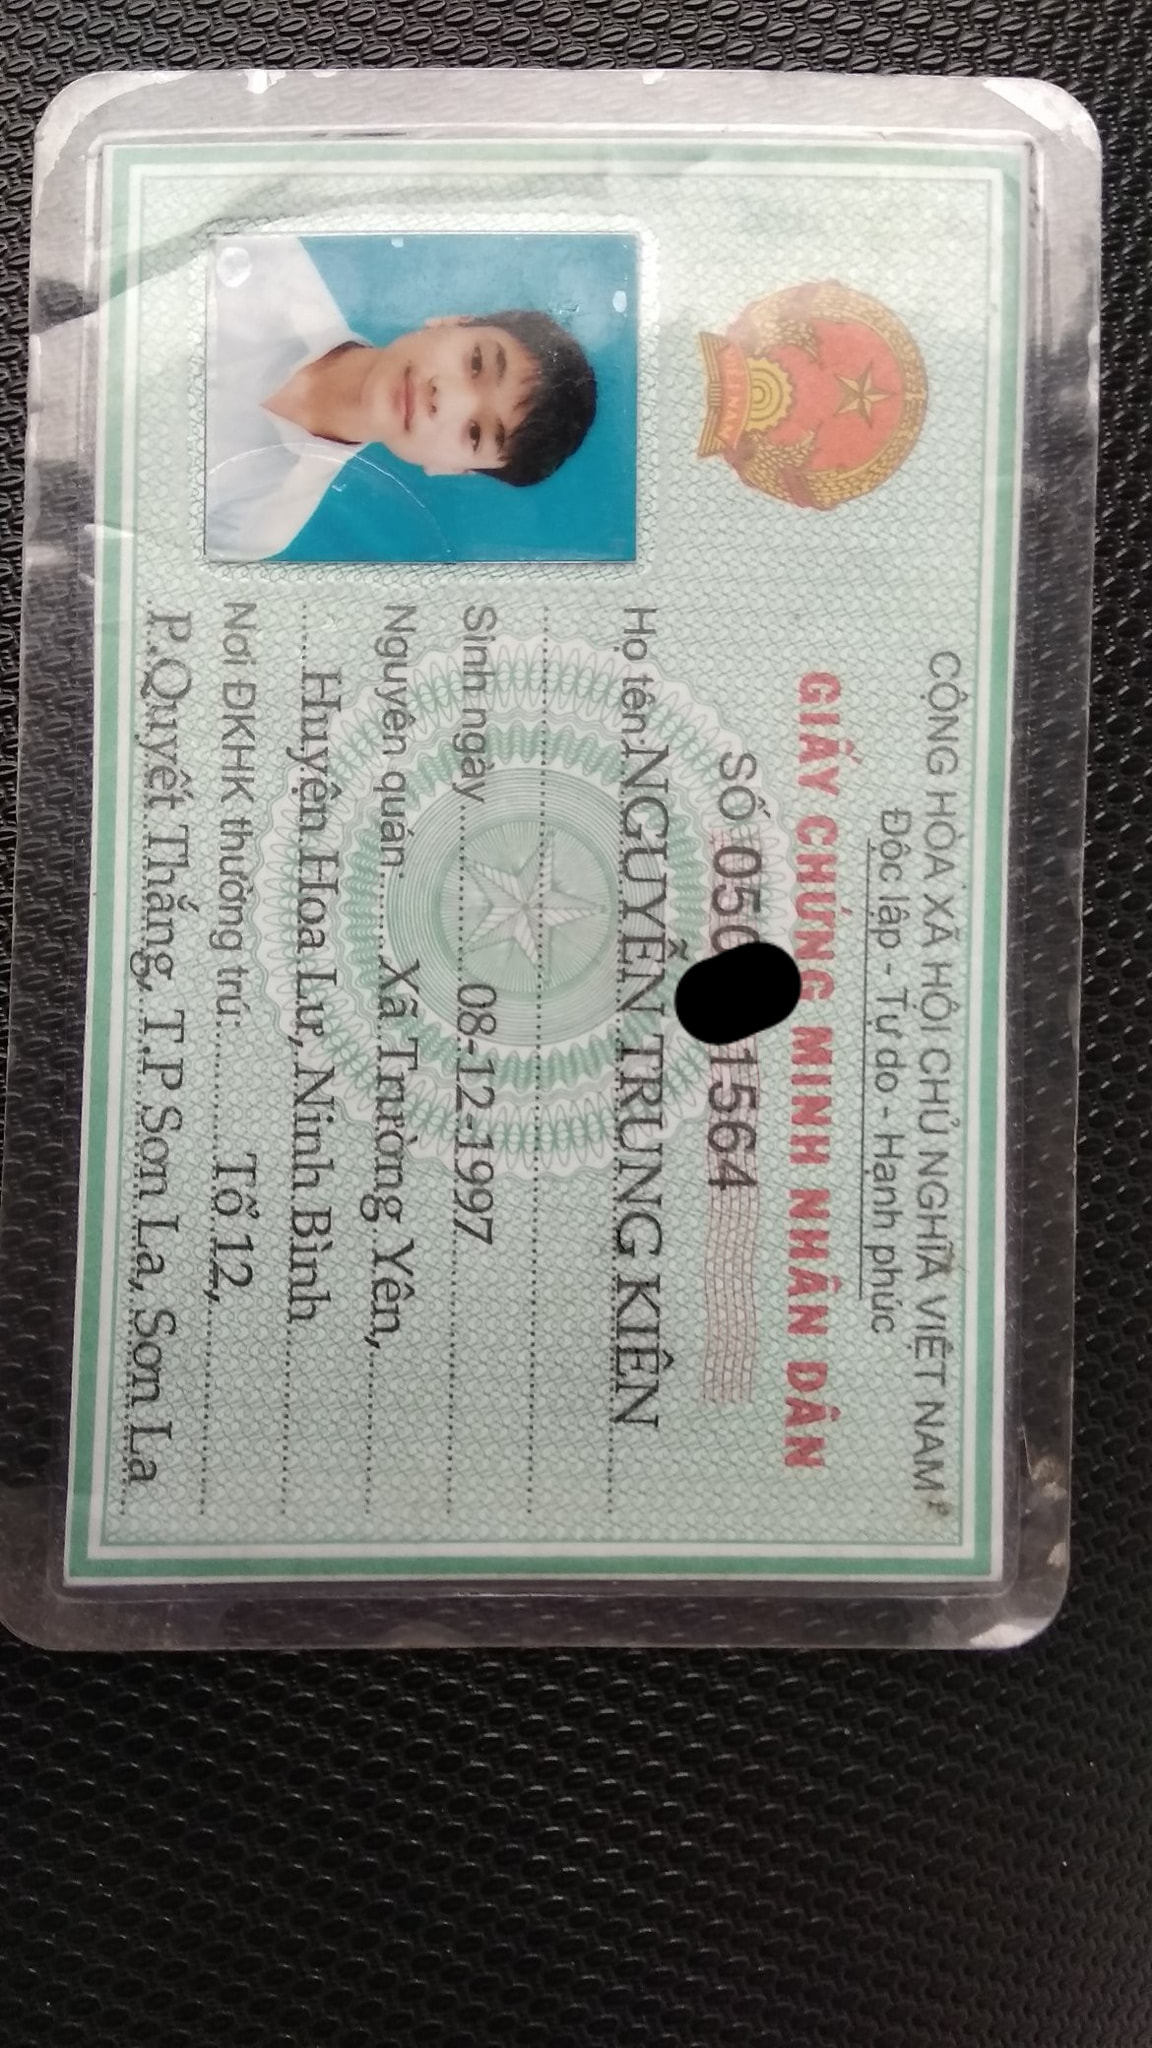 CỘNG HÒA XÃ HỘI CHỦ NGHĨA VIỆT NAM
Độc lập - Tự do - Hạnh phúc
GIẤY CHỨNG MINH NHÂN DÂN
SỐ 050 1564
Họ tên: NGUYỄN TRUNG KIÊN
Sinh ngày 08-12-1997
Nguyên quán Xã Trường Yên,
Huyện Hoa Lư, Ninh Bình
Nơi ĐKHK thường trú: Tổ 12,
P.Quyết Thắng, T.P Sơn La, Sơn La
VIỆT NAM